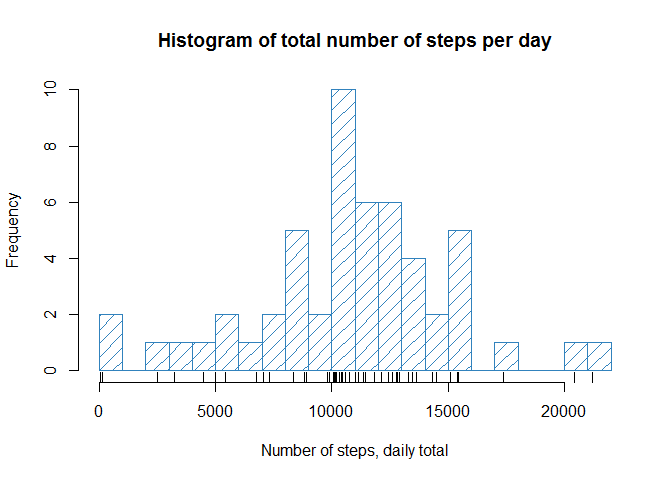 Histogram of total number of steps per day
Frequency
10
8
6
4
2
0
0 5000 10000 15000 20000
Number of steps, daily total